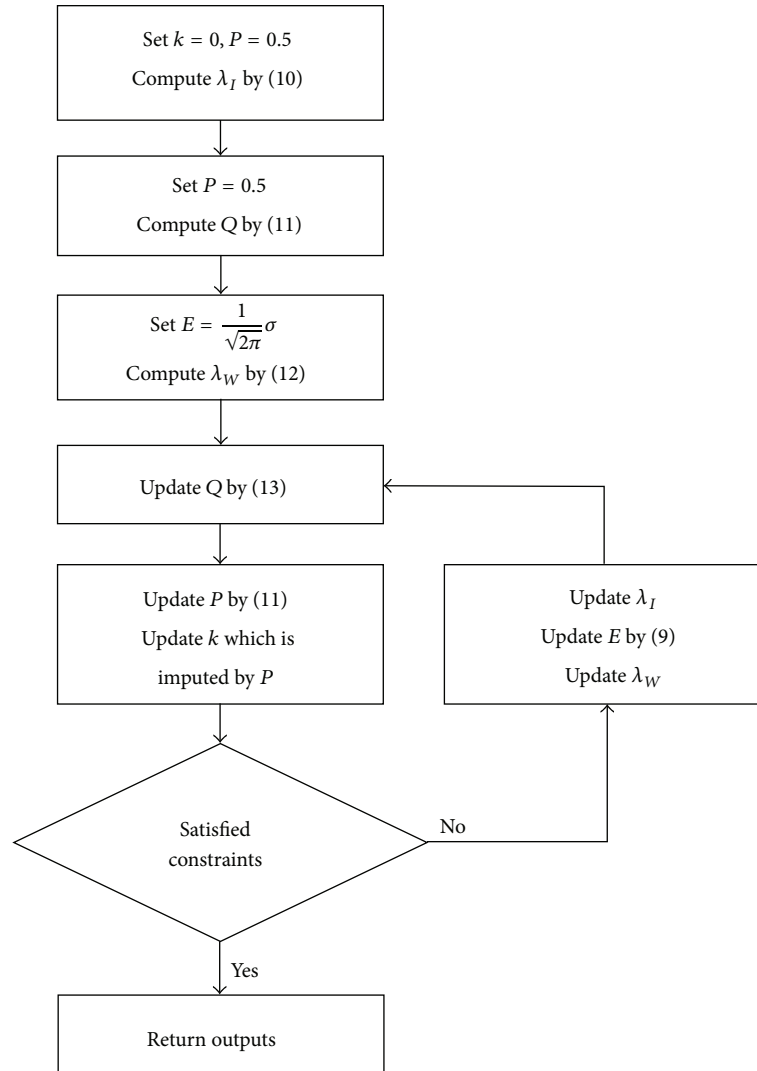 Set k = 0, P = 0.5
Compute λ_I by (10)
Set P = 0.5
Compute Q by (11)
Set E = \frac{1}{\sqrt{2π}}σ
Compute λ_W by (12)
Update Q by (13)
Update P by (11)
Update k which is
imputed by P
Update λ_I
Update E by (9)
Update λ_W
Satisfied
constraints
No
Yes
Return outputs